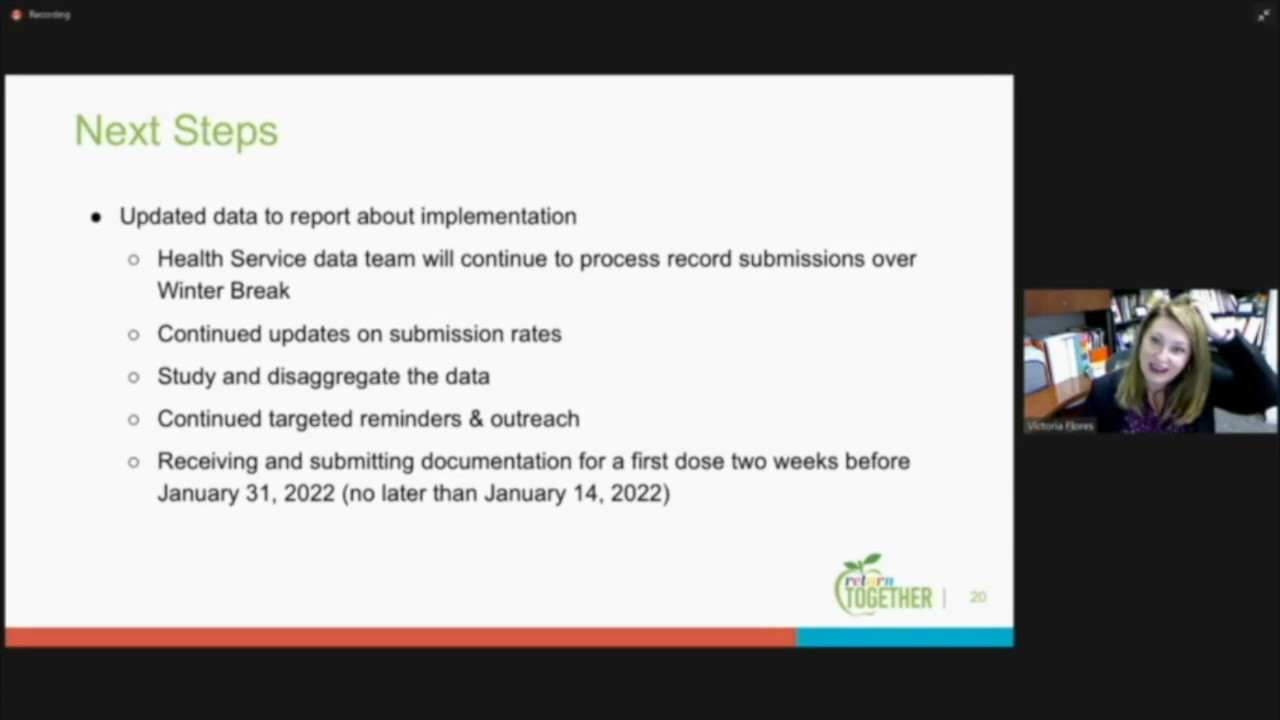 Recording
Next Steps
● Updated data to report about implementation
○ Health Service data team will continue to process record submissions over
Winter Break
○ Continued updates on submission rates
○ Study and disaggregate the data
○ Continued targeted reminders & outreach
○ Receiving and submitting documentation for a first dose two weeks before
January 31, 2022 (no later than January 14, 2022)
return
TOGETHER | 20
Victoria Flores